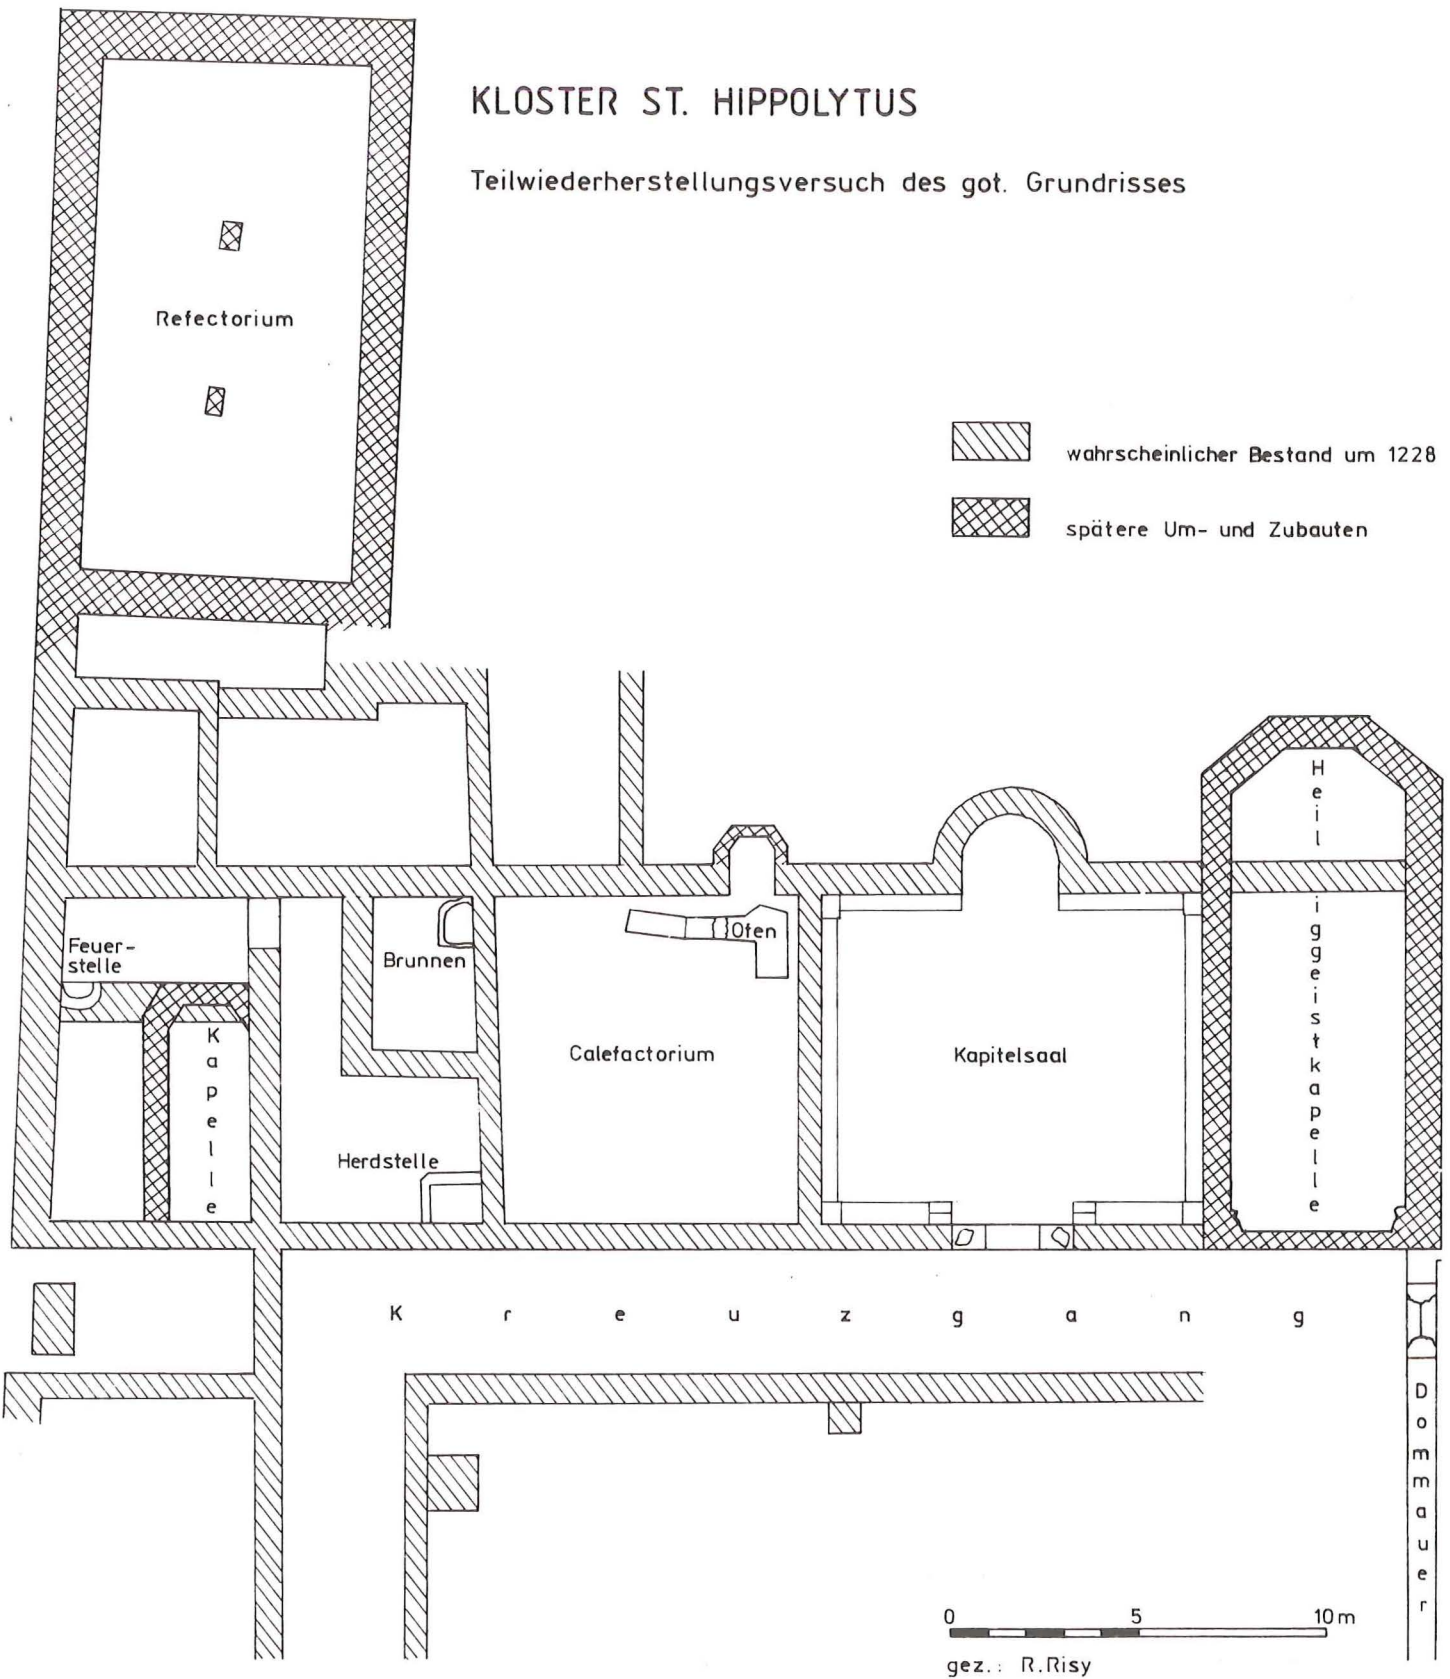 KLOSTER ST. HIPPOLYTUS
Teilwiederherstellungsversuch des got. Grundrisses
Refectorium
wahrscheinlicher Bestand um 1228
spätere Um- und Zubauten
Heiliggeistkapelle
Feuer-
stelle
Brunnen
Ofen
Kapelle
Calefactorium
Kapitelsaal
Herdstelle
Kreuzgang
Dommauer
0 5 10m
gez.: R.Risy